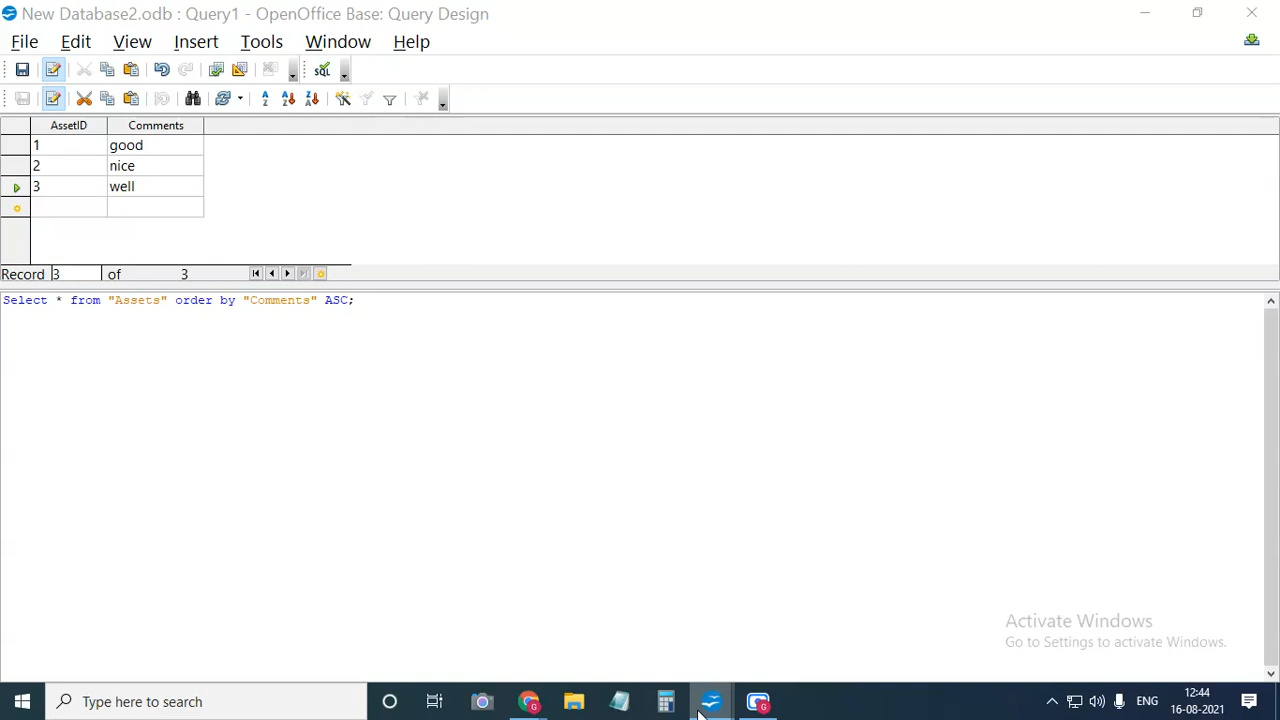 New Database2.odb : Query1 - OpenOffice Base: Query Design
File Edit View Insert Tools Window Help
SQL
AssetID Comments
1 good
2 nice
3 well
Record 3 of 3
Select * from "Assets" order by "Comments" ASC;
Activate Windows
Go to Settings to activate Windows.
Type here to search
ENG
12:44
16-08-2021